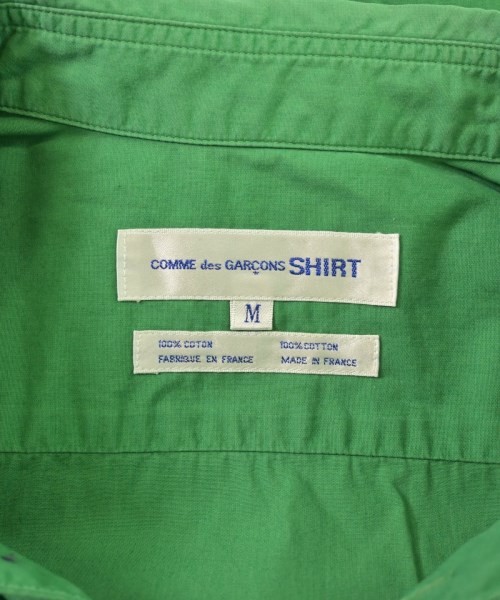 COMME des GARÇONS SHIRT
M
100% COTON 100% COTTON
FABRIQUE EN FRANCE MADE IN FRANCE